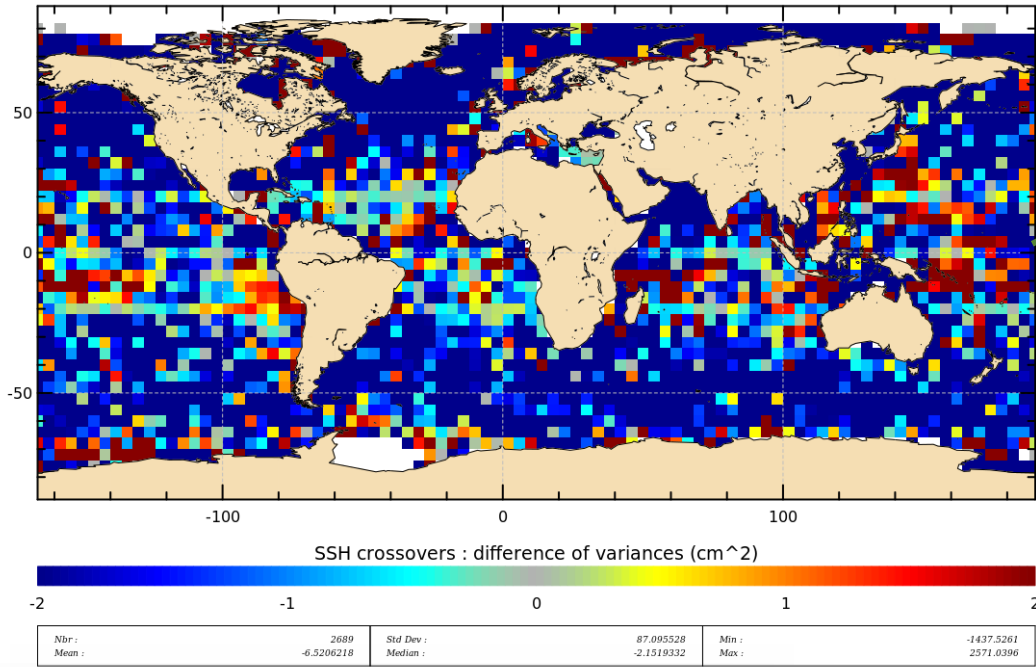 50
0
-50
-100 0 100
SSH crossovers : difference of variances (cm^2)
-2 -1 0 1 2
Nbr : 2689 Std Dev : 87.095528 Min : -1437.5261
Mean : -6.5206218 Median : -2.1519332 Max : 2571.0396